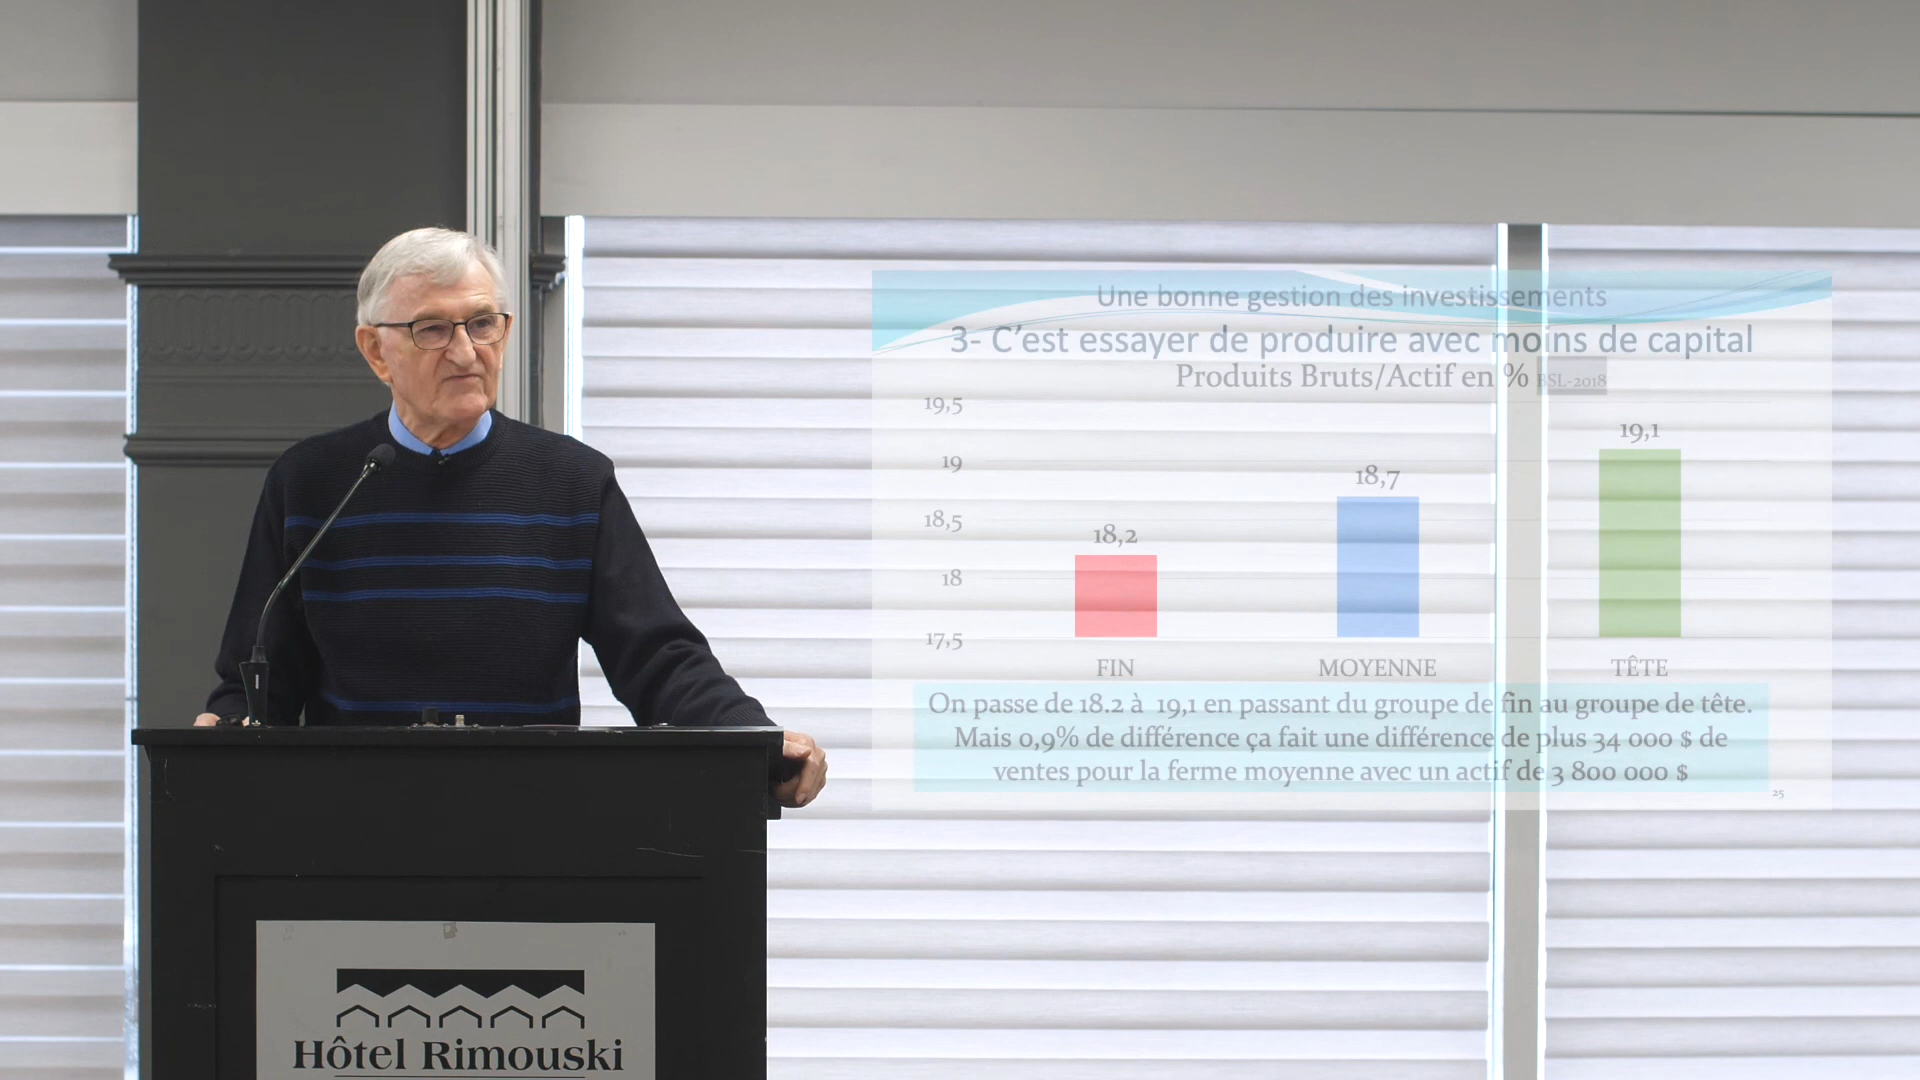 Une bonne gestion des investissements
3- C'est essayer de produire avec moins de capital
Produits Bruts/Actif en % BSL-2018
19,5
19
18,5
18
17,5
18,2
18,7
19,1
FIN
MOYENNE
TÊTE
On passe de 18.2 à 19,1 en passant du groupe de fin au groupe de tête.
Mais 0,9% de différence ça fait une différence de plus 34 000 $ de
ventes pour la ferme moyenne avec un actif de 3 800 000 $
25
Hôtel Rimouski